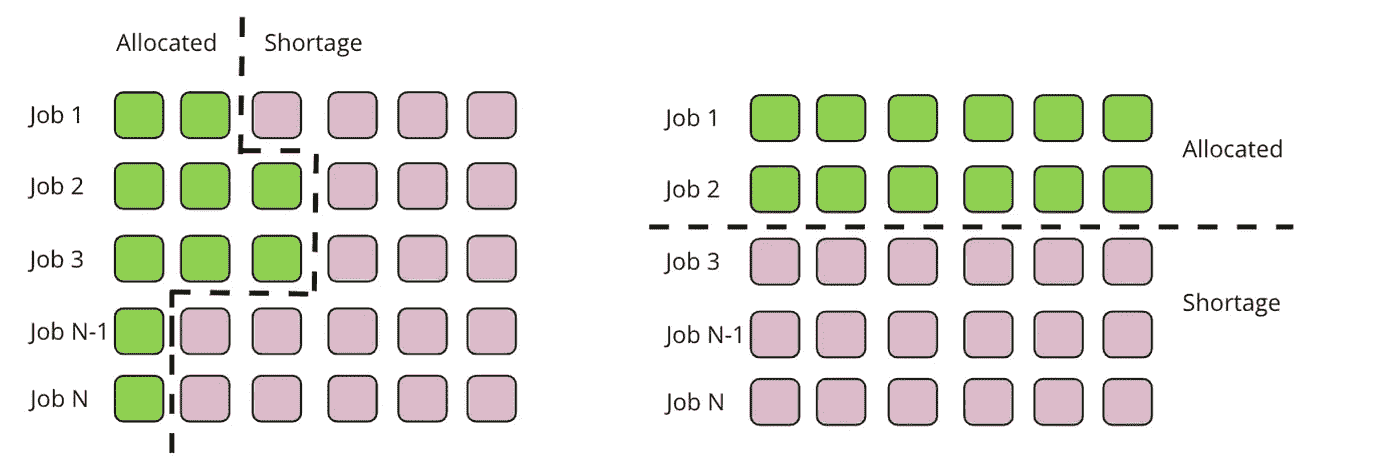 Allocated
Shortage
Job 1
Job 2
Job 3
Job N-1
Job N
Job 1
Job 2
Allocated
Job 3
Job N-1
Shortage
Job N